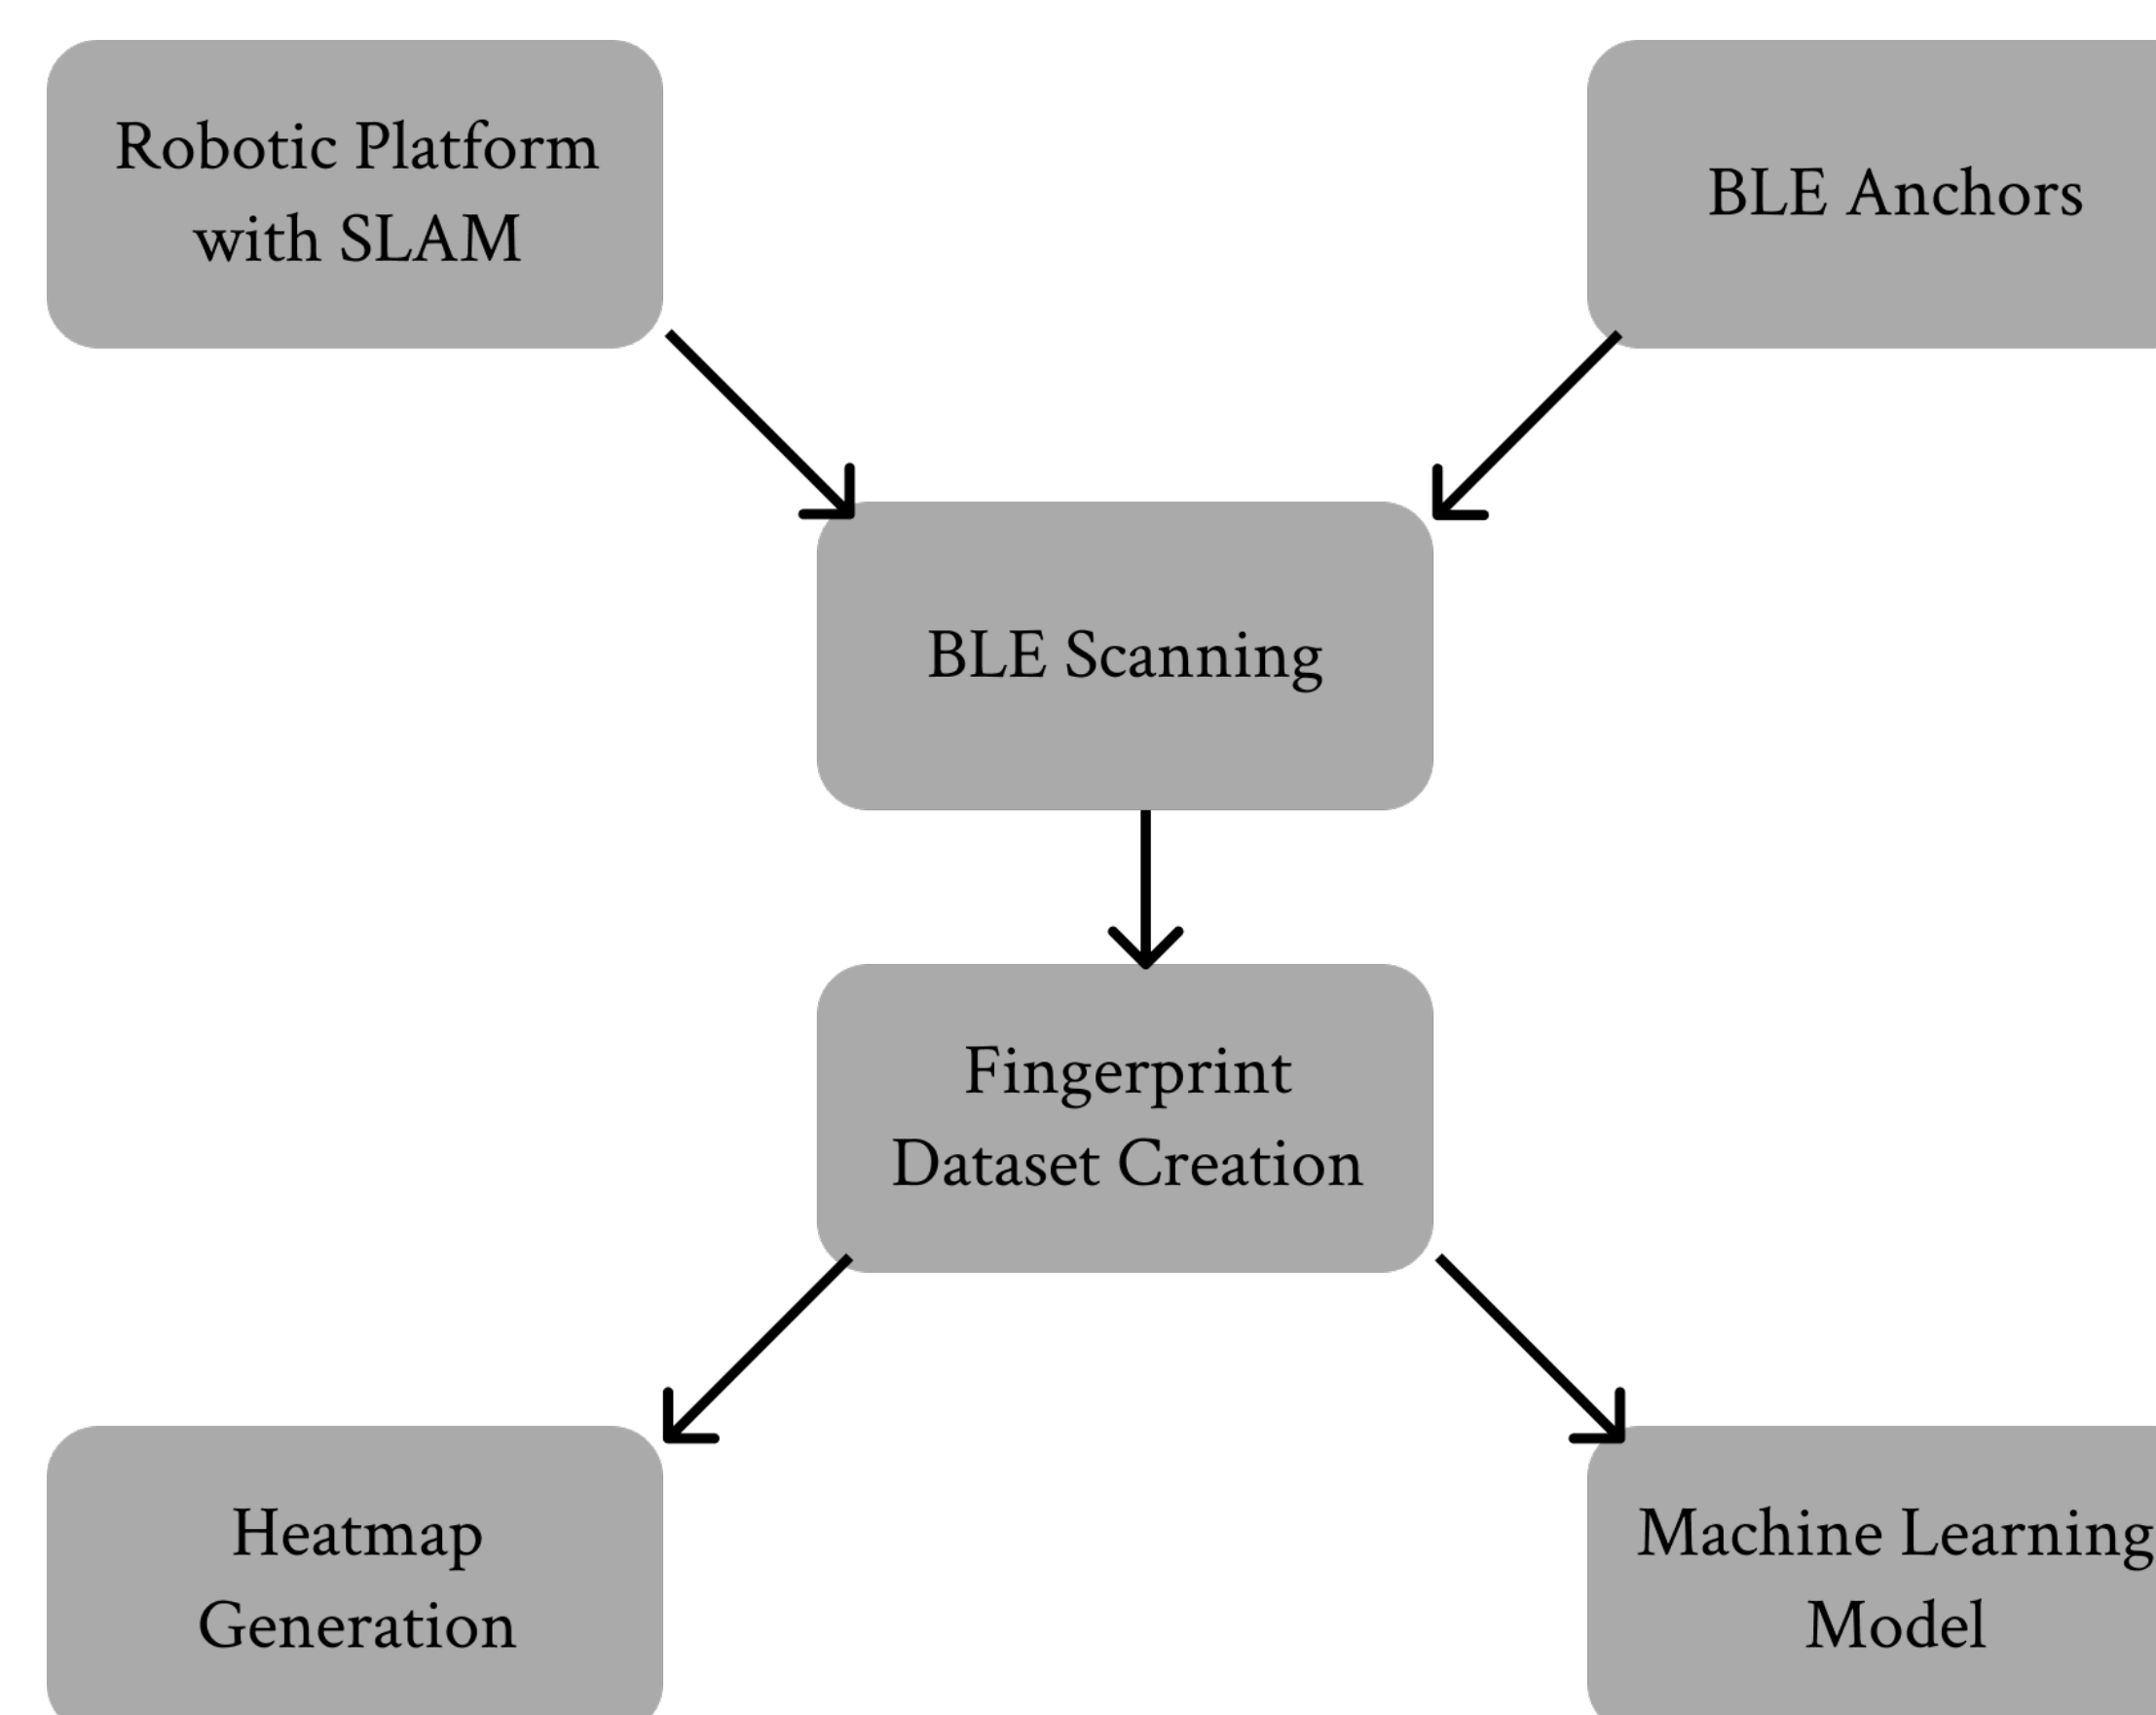 Robotic Platform
with SLAM
BLE Anchors
BLE Scanning
Fingerprint
Dataset Creation
Heatmap
Generation
Machine Learning
Model